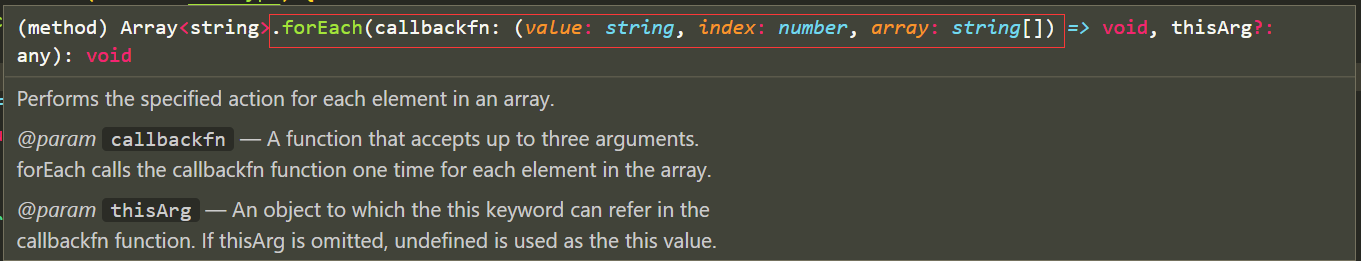 (method) Array<string>.forEach(callbackfn: (value: string, index: number, array: string[]) => void, thisArg?:
any): void
Performs the specified action for each element in an array.
@param callbackfn — A function that accepts up to three arguments.
forEach calls the callbackfn function one time for each element in the array.
@param thisArg — An object to which the this keyword can refer in the
callbackfn function. If thisArg is omitted, undefined is used as the this value.